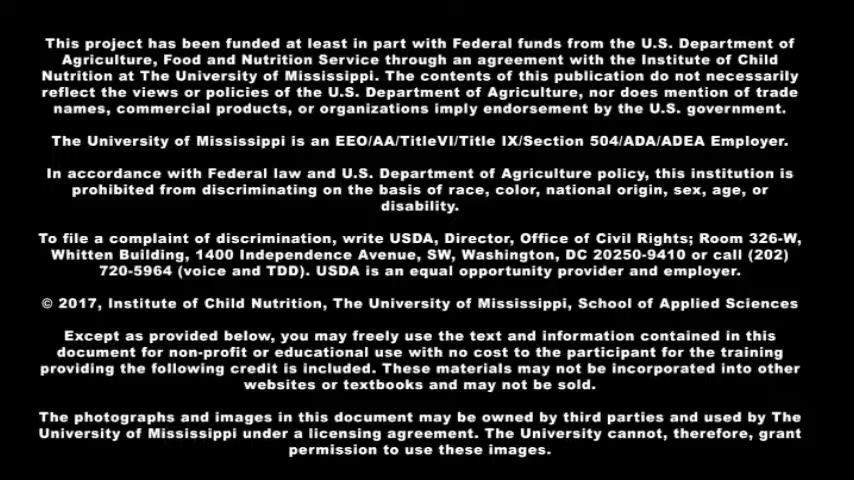 This project has been funded at least in part with Federal funds from the U.S. Department of
Agriculture, Food and Nutrition Service through an agreement with the Institute of Child
Nutrition at The University of Mississippi. The contents of this publication do not necessarily
reflect the views or policies of the U.S. Department of Agriculture, nor does mention of trade
names, commercial products, or organizations imply endorsement by the U.S. government.
The University of Mississippi is an EEO/AA/TitleVI/Title IX/Section 504/ADA/ADEA Employer.
In accordance with Federal law and U.S. Department of Agriculture policy, this institution is
prohibited from discriminating on the basis of race, color, national origin, sex, age, or
disability.
To file a complaint of discrimination, write USDA, Director, Office of Civil Rights; Room 326-W,
Whitten Building, 1400 Independence Avenue, SW, Washington, DC 20250-9410 or call (202)
720-5964 (voice and TDD). USDA is an equal opportunity provider and employer.
© 2017, Institute of Child Nutrition, The University of Mississippi, School of Applied Sciences
Except as provided below, you may freely use the text and information contained in this
document for non-profit or educational use with no cost to the participant for the training
providing the following credit is included. These materials may not be incorporated into other
websites or textbooks and may not be sold.
The photographs and images in this document may be owned by third parties and used by The
University of Mississippi under a licensing agreement. The University cannot, therefore, grant
permission to use these images.